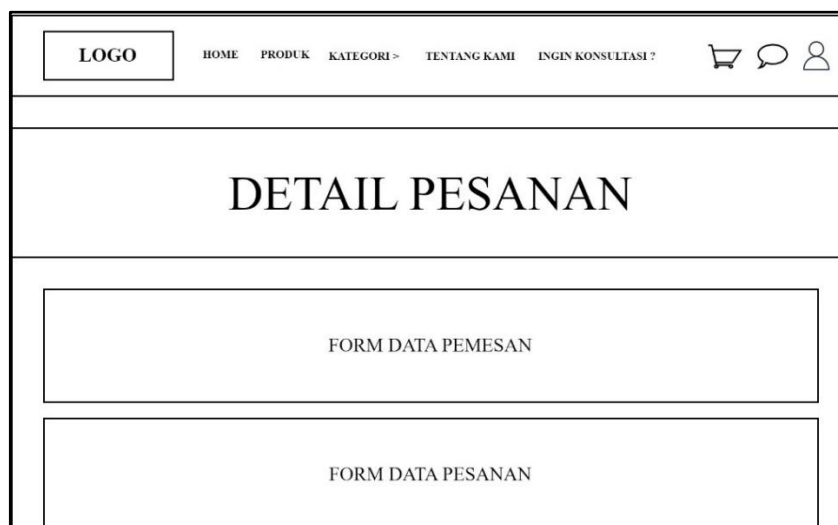 LOGO HOME PRODUK KATEGORI > TENTANG KAMI INGIN KONSULTASI ?
DETAIL PESANAN
FORM DATA PEMESAN
FORM DATA PESANAN